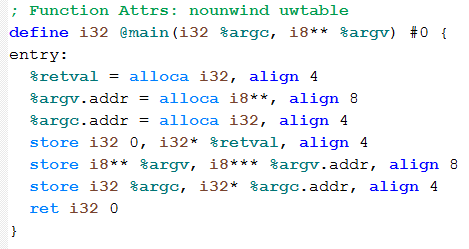 ; Function Attrs: nounwind uwtable
define i32 @main(i32 %argc, i8** %argv) #0 {
entry:
  %retval = alloca i32, align 4
  %argv.addr = alloca i8**, align 8
  %argc.addr = alloca i32, align 4
  store i32 0, i32* %retval, align 4
  store i8** %argv, i8*** %argv.addr, align 8
  store i32 %argc, i32* %argc.addr, align 4
  ret i32 0
}